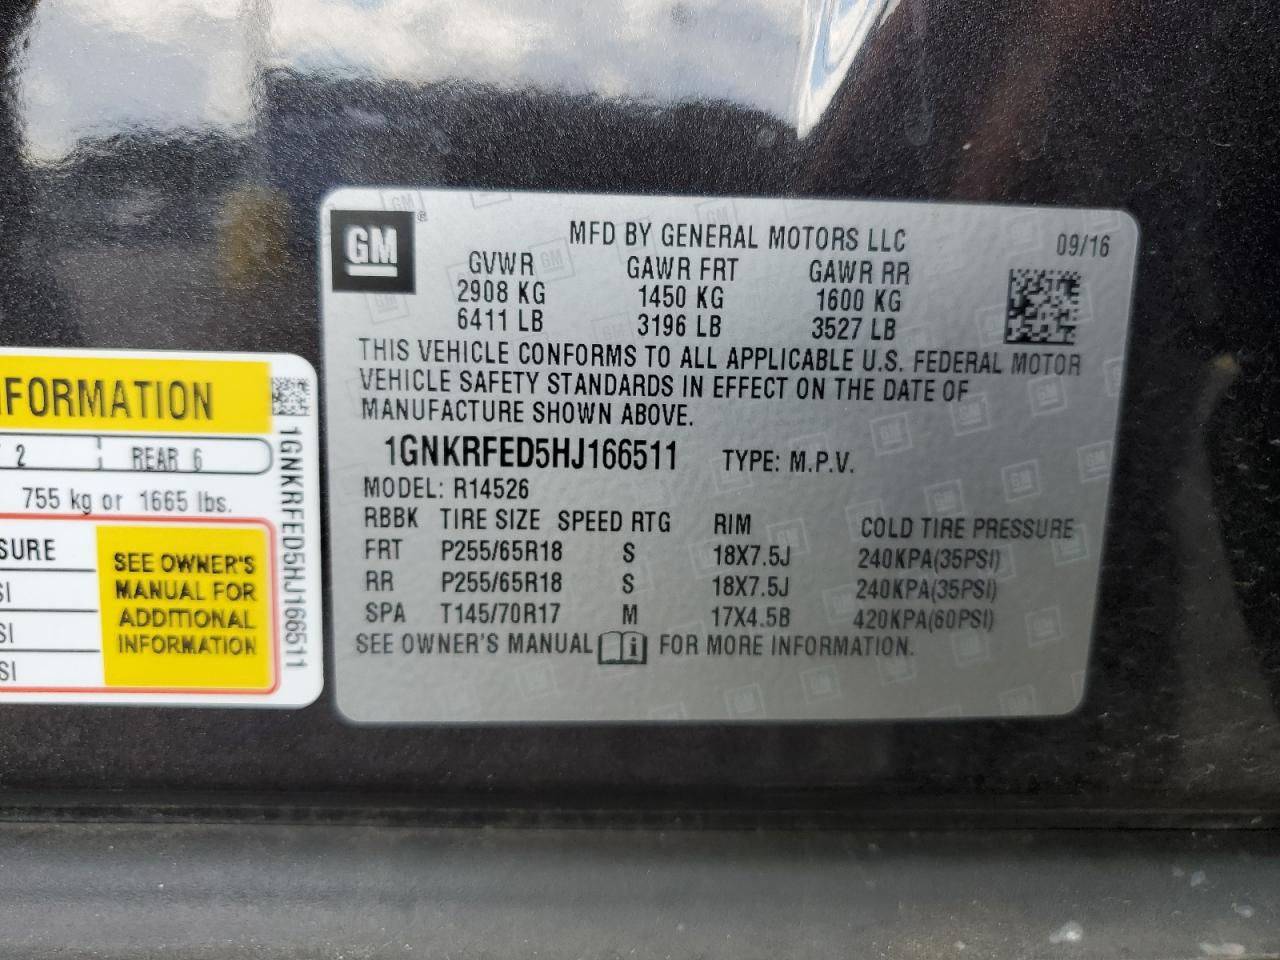 GM
MFD BY GENERAL MOTORS LLC 09/16
GVWR GAWR FRT GAWR RR
2908 KG 1450 KG 1600 KG
6411 LB 3196 LB 3527 LB
THIS VEHICLE CONFORMS TO ALL APPLICABLE U.S. FEDERAL MOTOR
VEHICLE SAFETY STANDARDS IN EFFECT ON THE DATE OF
MANUFACTURE SHOWN ABOVE.
1GNKRFED5HJ166511 TYPE: M.P.V.
MODEL: R14526
RBBK TIRE SIZE SPEED RTG RIM COLD TIRE PRESSURE
FRT P255/65R18 S 18X7.5J 240KPA(35PSI)
RR P255/65R18 S 18X7.5J 240KPA(35PSI)
SPA T145/70R17 M 17X4.5B 420KPA(60PSI)
SEE OWNER'S MANUAL i FOR MORE INFORMATION.
NFORMATION
2 REAR 6
755 kg or 1665 lbs.
SURE
SI
SI
SI
SEE OWNER'S
MANUAL FOR
ADDITIONAL
INFORMATION
1GNKRFED5HJ166511